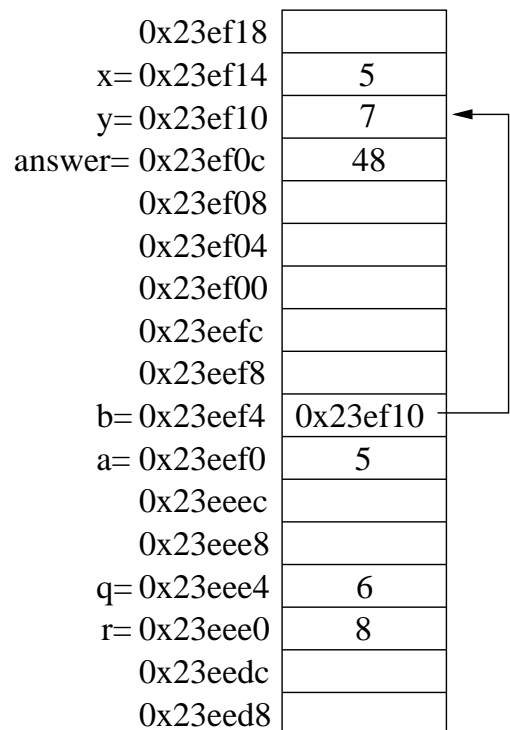 0x23ef18
x= 0x23ef14 5
y= 0x23ef10 7
answer= 0x23ef0c 48
0x23ef08
0x23ef04
0x23ef00
0x23eefc
0x23eef8
b= 0x23eef4 0x23ef10
a= 0x23eef0 5
0x23eeec
0x23eee8
q= 0x23eee4 6
r= 0x23eee0 8
0x23eedc
0x23eed8